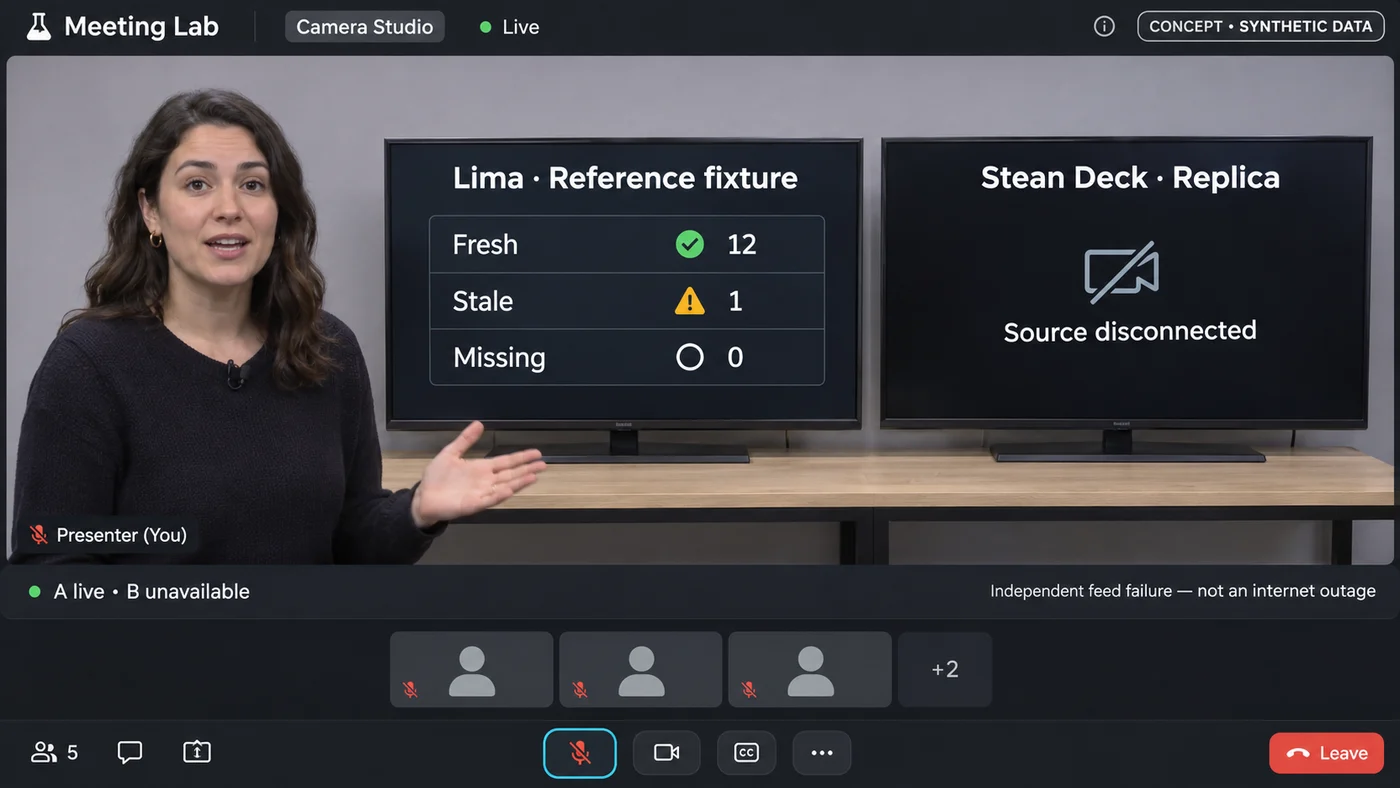 Meeting Lab
Camera Studio
Live
CONCEPT • SYNTHETIC DATA
Lima · Reference fixture
Fresh 12
Stale 1
Missing 0
Stean Deck · Replica
Source disconnected
Presenter (You)
A live • B unavailable
Independent feed failure — not an internet outage
+2
5
CC
Leave